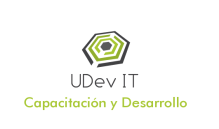 UDev IT
Capacitación y Desarrollo